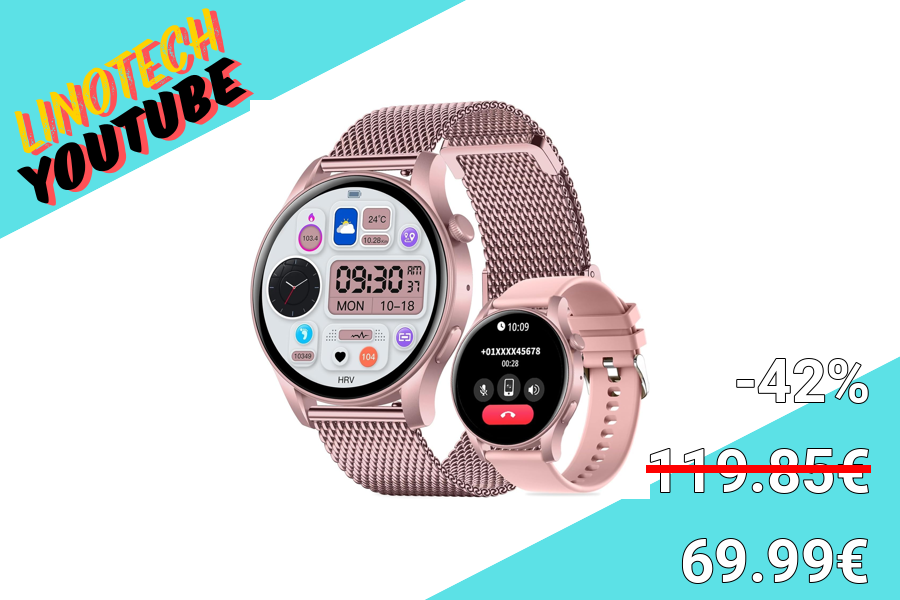 LINOTECH
YOUTUBE
24°C
103.4
10.28KM
09:30 AM
37
MON 10-18
10349
104
HRV
10:09
+01XXXX45678
00:28
-42%
119.85€
69.99€